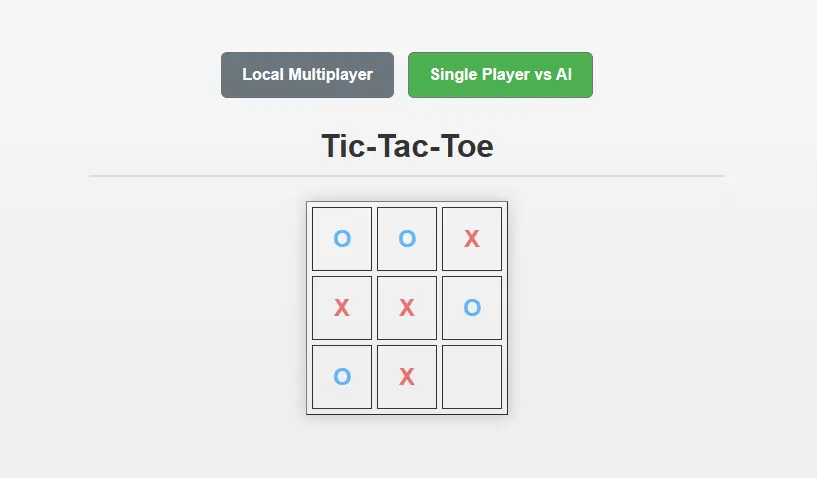 Local Multiplayer Single Player vs AI
Tic-Tac-Toe
O O X
X X O
O X